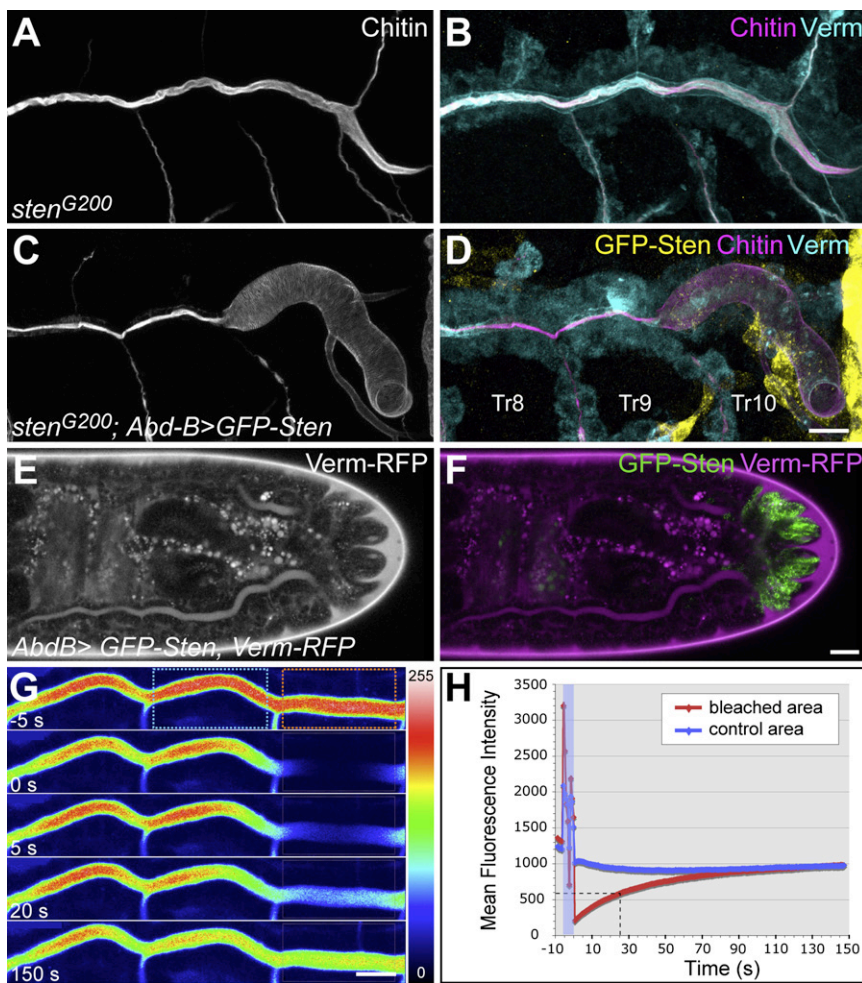 A
Chitin
sten^G200
B
Chitin Verm
C
sten^G200; Abd-B>GFP-Sten
D
GFP-Sten Chitin Verm
Tr8 Tr9 Tr10
E
Verm-RFP
AbdB> GFP-Sten, Verm-RFP
F
GFP-Sten Verm-RFP
G
-5 s
0 s
5 s
20 s
150 s
255
0
H
Mean Fluorescence Intensity
3500
3000
2500
2000
1500
1000
500
0
bleached area
control area
-10 10 30 50 70 90 110 130 150
Time (s)